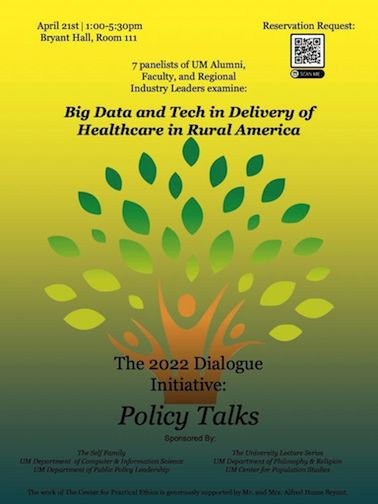 April 21st | 1:00-5:30pm
Bryant Hall, Room 111
Reservation Request:
SCAN ME
7 panelists of UM Alumni,
Faculty, and Regional
Industry Leaders examine:
Big Data and Tech in Delivery of
Healthcare in Rural America
The 2022 Dialogue
Initiative:
Policy Talks
Sponsored By:
The Self Family
UM Department of Computer & Information Science
UM Department of Public Policy Leadership
The University Lecture Series
UM Department of Philosophy & Religion
UM Center for Population Studies
The work of The Center for Practical Ethics is generously supported by Mr. and Mrs. Alfred Hume Bryant.